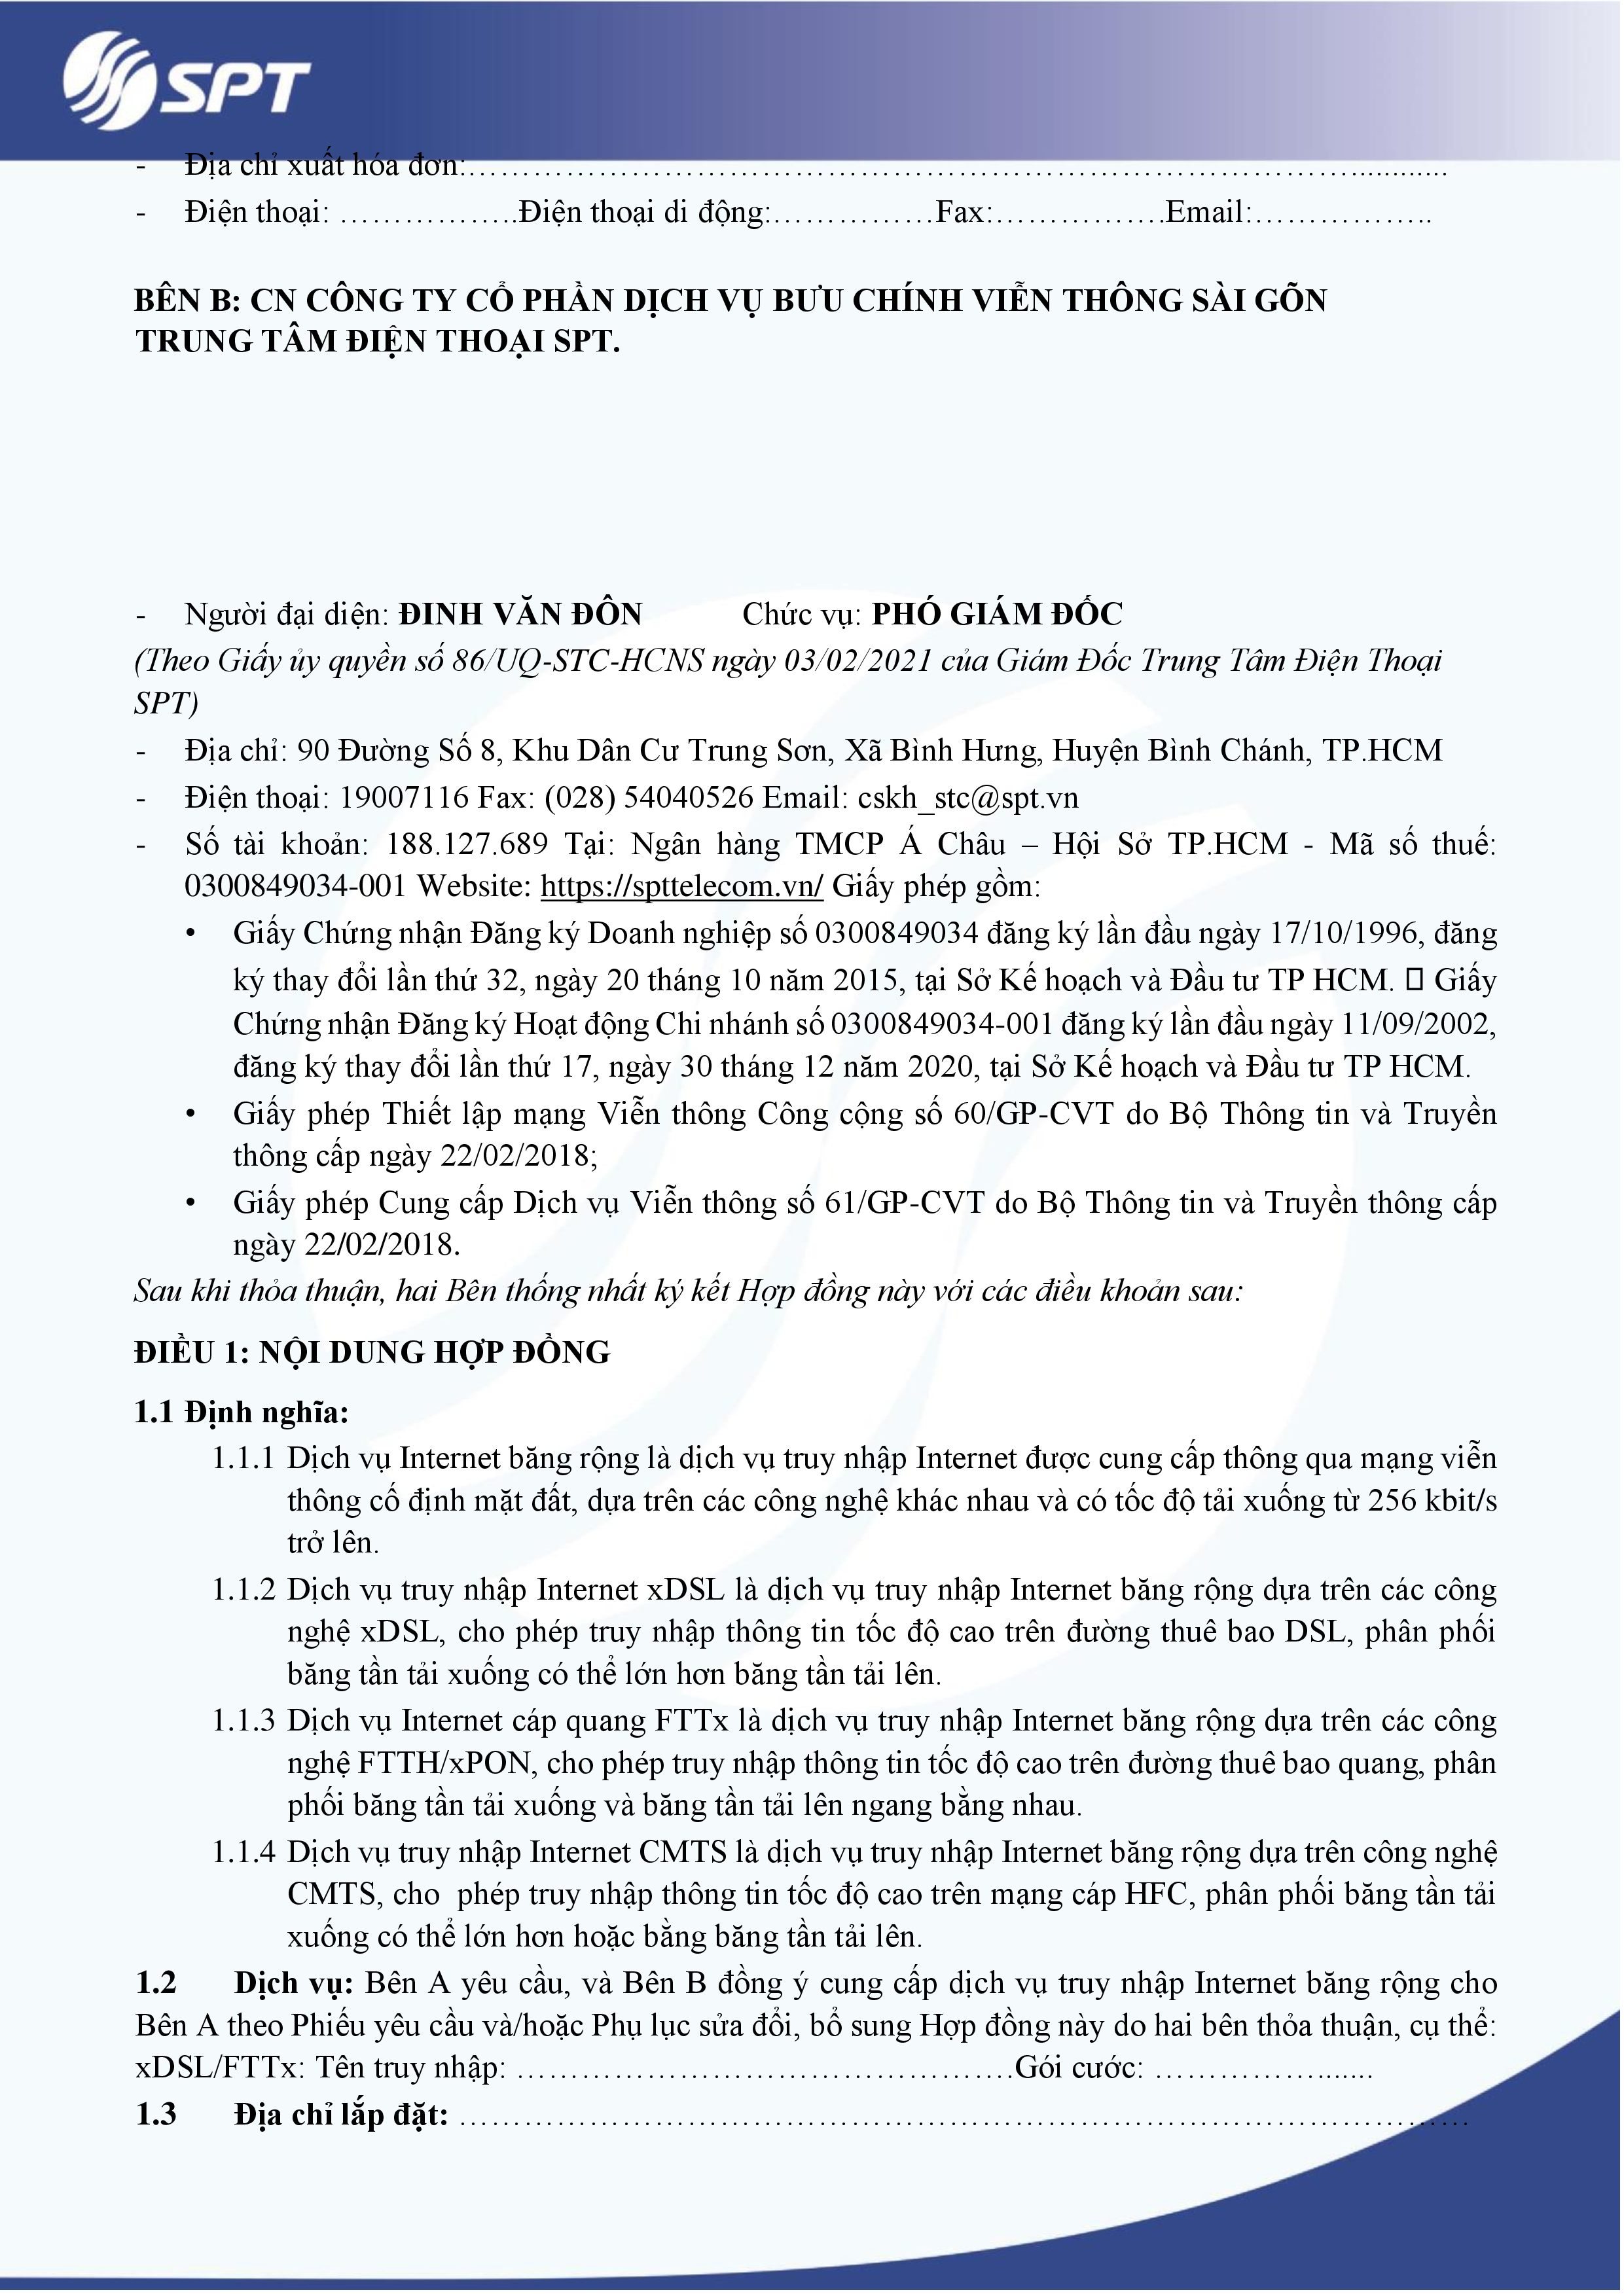 SPT
- Địa chỉ xuất hóa đơn:……………………………………………………………………………...........
- Điện thoại: ……………..Điện thoại di động:……………Fax:…………….Email:……………..
BÊN B: CN CÔNG TY CỔ PHẦN DỊCH VỤ BƯU CHÍNH VIỄN THÔNG SÀI GÕN
TRUNG TÂM ĐIỆN THOẠI SPT.
- Người đại diện: ĐINH VĂN ĐÔN Chức vụ: PHÓ GIÁM ĐỐC
(Theo Giấy ủy quyền số 86/UQ-STC-HCNS ngày 03/02/2021 của Giám Đốc Trung Tâm Điện Thoại
SPT)
- Địa chỉ: 90 Đường Số 8, Khu Dân Cư Trung Sơn, Xã Bình Hưng, Huyện Bình Chánh, TP.HCM
- Điện thoại: 19007116 Fax: (028) 54040526 Email: cskh_stc@spt.vn
- Số tài khoản: 188.127.689 Tại: Ngân hàng TMCP Á Châu – Hội Sở TP.HCM - Mã số thuế:
0300849034-001 Website: https://spttelecom.vn/ Giấy phép gồm:
• Giấy Chứng nhận Đăng ký Doanh nghiệp số 0300849034 đăng ký lần đầu ngày 17/10/1996, đăng
ký thay đổi lần thứ 32, ngày 20 tháng 10 năm 2015, tại Sở Kế hoạch và Đầu tư TP HCM. ▯ Giấy
Chứng nhận Đăng ký Hoạt động Chi nhánh số 0300849034-001 đăng ký lần đầu ngày 11/09/2002,
đăng ký thay đổi lần thứ 17, ngày 30 tháng 12 năm 2020, tại Sở Kế hoạch và Đầu tư TP HCM.
• Giấy phép Thiết lập mạng Viễn thông Công cộng số 60/GP-CVT do Bộ Thông tin và Truyền
thông cấp ngày 22/02/2018;
• Giấy phép Cung cấp Dịch vụ Viễn thông số 61/GP-CVT do Bộ Thông tin và Truyền thông cấp
ngày 22/02/2018.
Sau khi thỏa thuận, hai Bên thống nhất ký kết Hợp đồng này với các điều khoản sau:
ĐIỀU 1: NỘI DUNG HỢP ĐỒNG
1.1 Định nghĩa:
1.1.1 Dịch vụ Internet băng rộng là dịch vụ truy nhập Internet được cung cấp thông qua mạng viễn
thông cố định mặt đất, dựa trên các công nghệ khác nhau và có tốc độ tải xuống từ 256 kbit/s
trở lên.
1.1.2 Dịch vụ truy nhập Internet xDSL là dịch vụ truy nhập Internet băng rộng dựa trên các công
nghệ xDSL, cho phép truy nhập thông tin tốc độ cao trên đường thuê bao DSL, phân phối
băng tần tải xuống có thể lớn hơn băng tần tải lên.
1.1.3 Dịch vụ Internet cáp quang FTTx là dịch vụ truy nhập Internet băng rộng dựa trên các công
nghệ FTTH/xPON, cho phép truy nhập thông tin tốc độ cao trên đường thuê bao quang, phân
phối băng tần tải xuống và băng tần tải lên ngang bằng nhau.
1.1.4 Dịch vụ truy nhập Internet CMTS là dịch vụ truy nhập Internet băng rộng dựa trên công nghệ
CMTS, cho phép truy nhập thông tin tốc độ cao trên mạng cáp HFC, phân phối băng tần tải
xuống có thể lớn hơn hoặc bằng băng tần tải lên.
1.2 Dịch vụ: Bên A yêu cầu, và Bên B đồng ý cung cấp dịch vụ truy nhập Internet băng rộng cho
Bên A theo Phiếu yêu cầu và/hoặc Phụ lục sửa đổi, bổ sung Hợp đồng này do hai bên thỏa thuận, cụ thể:
xDSL/FTTx: Tên truy nhập: ……………………………………….Gói cước: …………….......
1.3 Địa chỉ lắp đặt: …………………………………………………………………………………